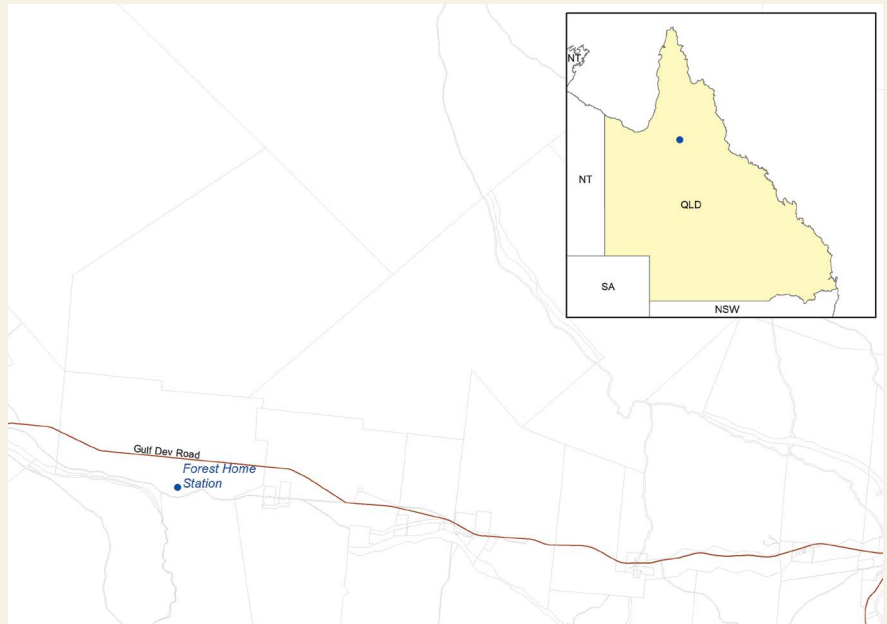 NT
NT
QLD
SA
NSW
Gulf Dev Road
Forest Home
Station